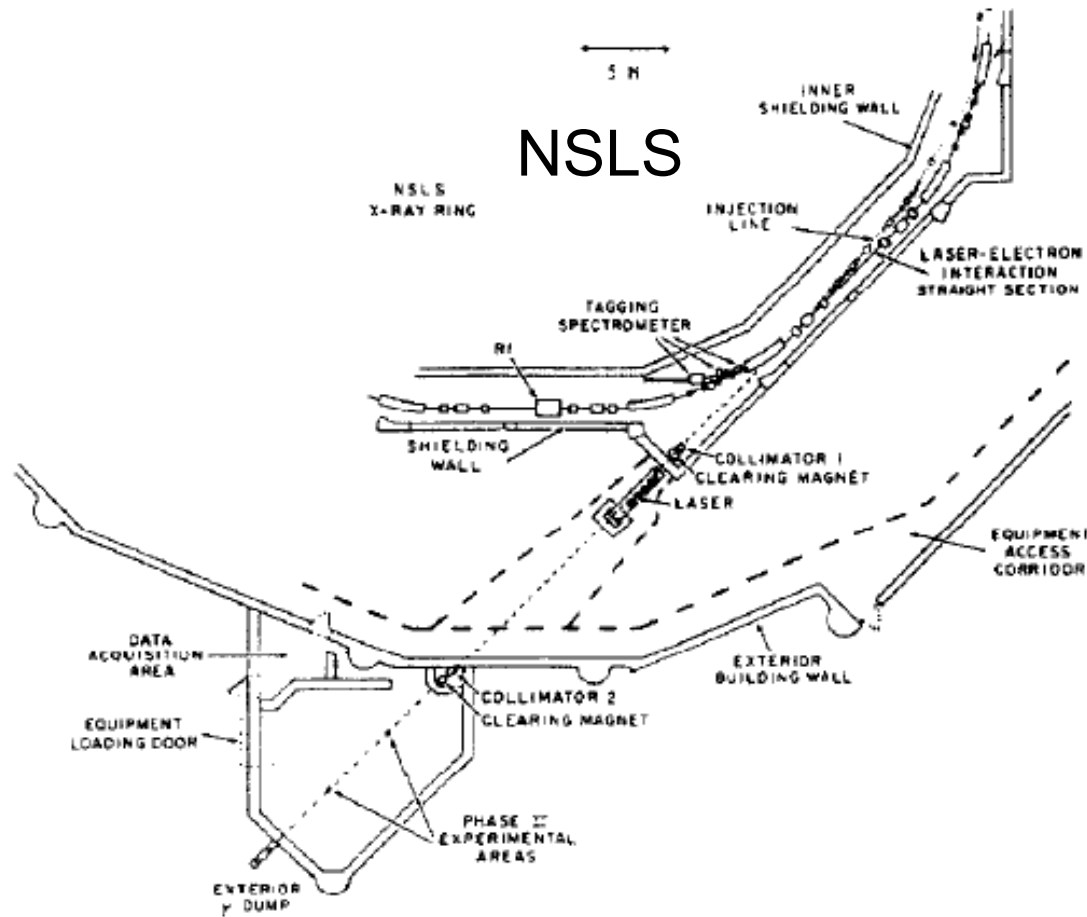 5 M
NSLS
INNER
SHIELDING WALL
NSLS
X-RAY RING
INJECTION
LINE
LASER-ELECTRON
INTERACTION
STRAIGHT SECTION
TAGGING
SPECTROMETER
Rf
SHIELDING
WALL
COLLIMATOR 1
CLEARING MAGNET
LASER
EQUIPMENT
ACCESS
CORRIDOR
DATA
ACQUISITION
AREA
EXTERIOR
BUILDING WALL
COLLIMATOR 2
CLEARING MAGNET
EQUIPMENT
LOADING DOOR
PHASE II
EXPERIMENTAL
AREAS
EXTERIOR
γ DUMP